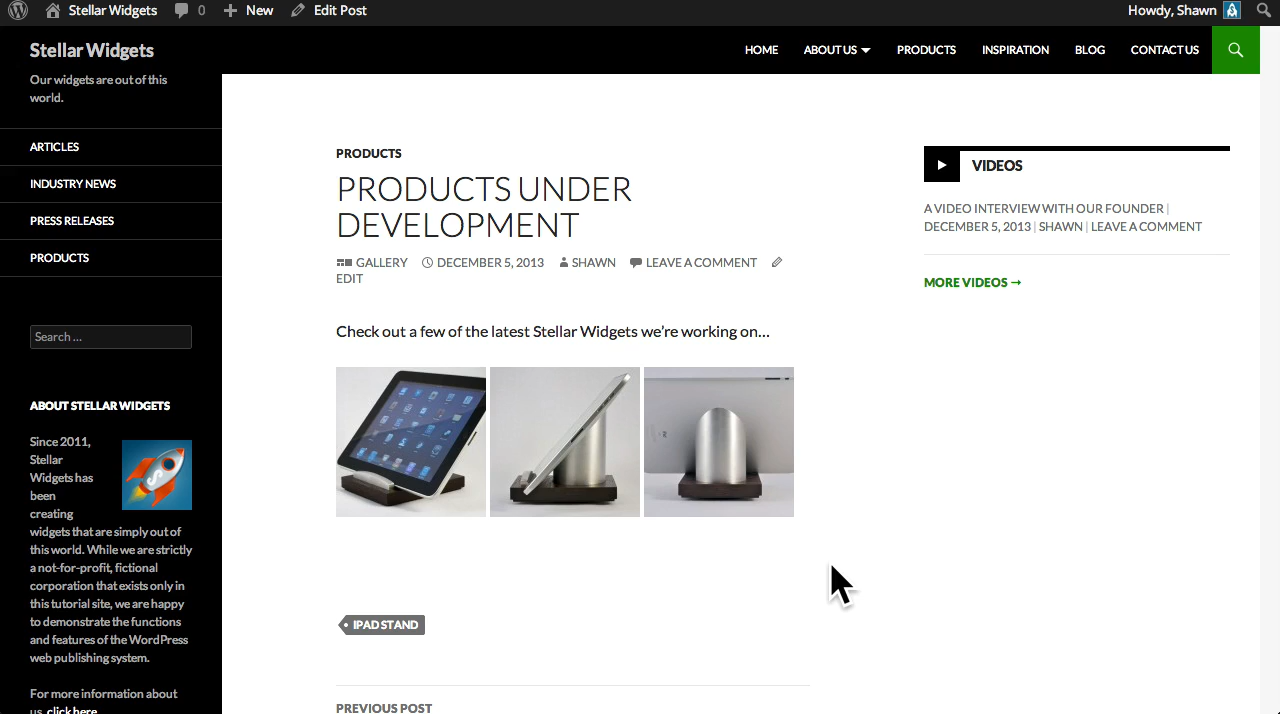 Stellar Widgets 0 New Edit Post Howdy, Shawn
Stellar Widgets
Our widgets are out of this
world.
HOME ABOUT US PRODUCTS INSPIRATION BLOG CONTACT US
ARTICLES
INDUSTRY NEWS
PRESS RELEASES
PRODUCTS
Search ...
ABOUT STELLAR WIDGETS
Since 2011,
Stellar
Widgets has
been
creating
widgets that are simply out of
this world. While we are strictly
a not-for-profit, fictional
corporation that exists only in
this tutorial site, we are happy
to demonstrate the functions
and features of the WordPress
web publishing system.
For more information about
us, click here
PRODUCTS
PRODUCTS UNDER
DEVELOPMENT
GALLERY DECEMBER 5, 2013 SHAWN LEAVE A COMMENT
EDIT
Check out a few of the latest Stellar Widgets we're working on...
IPAD STAND
PREVIOUS POST
VIDEOS
A VIDEO INTERVIEW WITH OUR FOUNDER |
DECEMBER 5, 2013 | SHAWN | LEAVE A COMMENT
MORE VIDEOS →